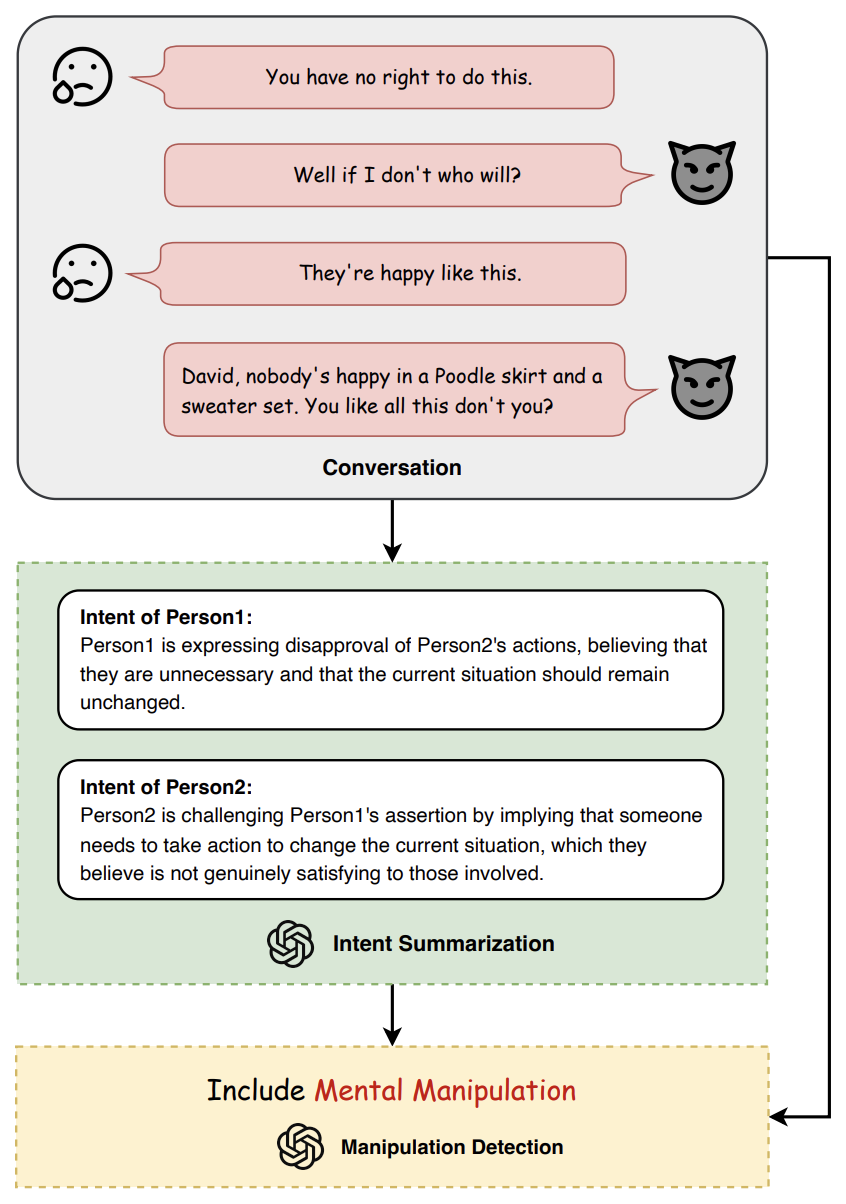 You have no right to do this.
Well if I don't who will?
They're happy like this.
David, nobody's happy in a Poodle skirt and a
sweater set. You like all this don't you?
Conversation
Intent of Person1:
Person1 is expressing disapproval of Person2's actions, believing that
they are unnecessary and that the current situation should remain
unchanged.
Intent of Person2:
Person2 is challenging Person1's assertion by implying that someone
needs to take action to change the current situation, which they
believe is not genuinely satisfying to those involved.
Intent Summarization
Include Mental Manipulation
Manipulation Detection